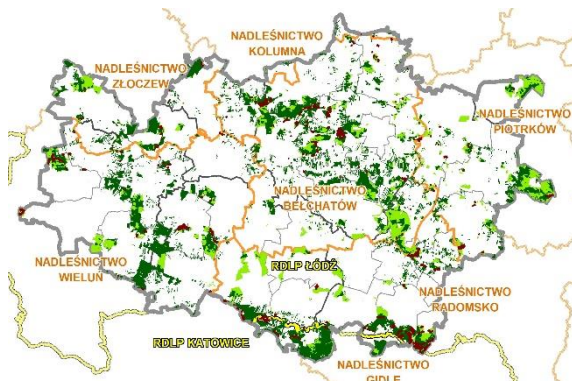 NADLEŚNICTWO
KOLUMNA
NADLEŚNICTWO
ZŁOCZEW
NADLEŚNICTWO
PIOTRKÓW
NADLEŚNICTWO
BEŁCHATÓW
NADLEŚNICTWO
WIELUŃ
RDLP ŁÓDŹ
NADLEŚNICTWO
RADOMSKO
RDLP KATOWICE
NADLEŚNICTWO
GIDLE